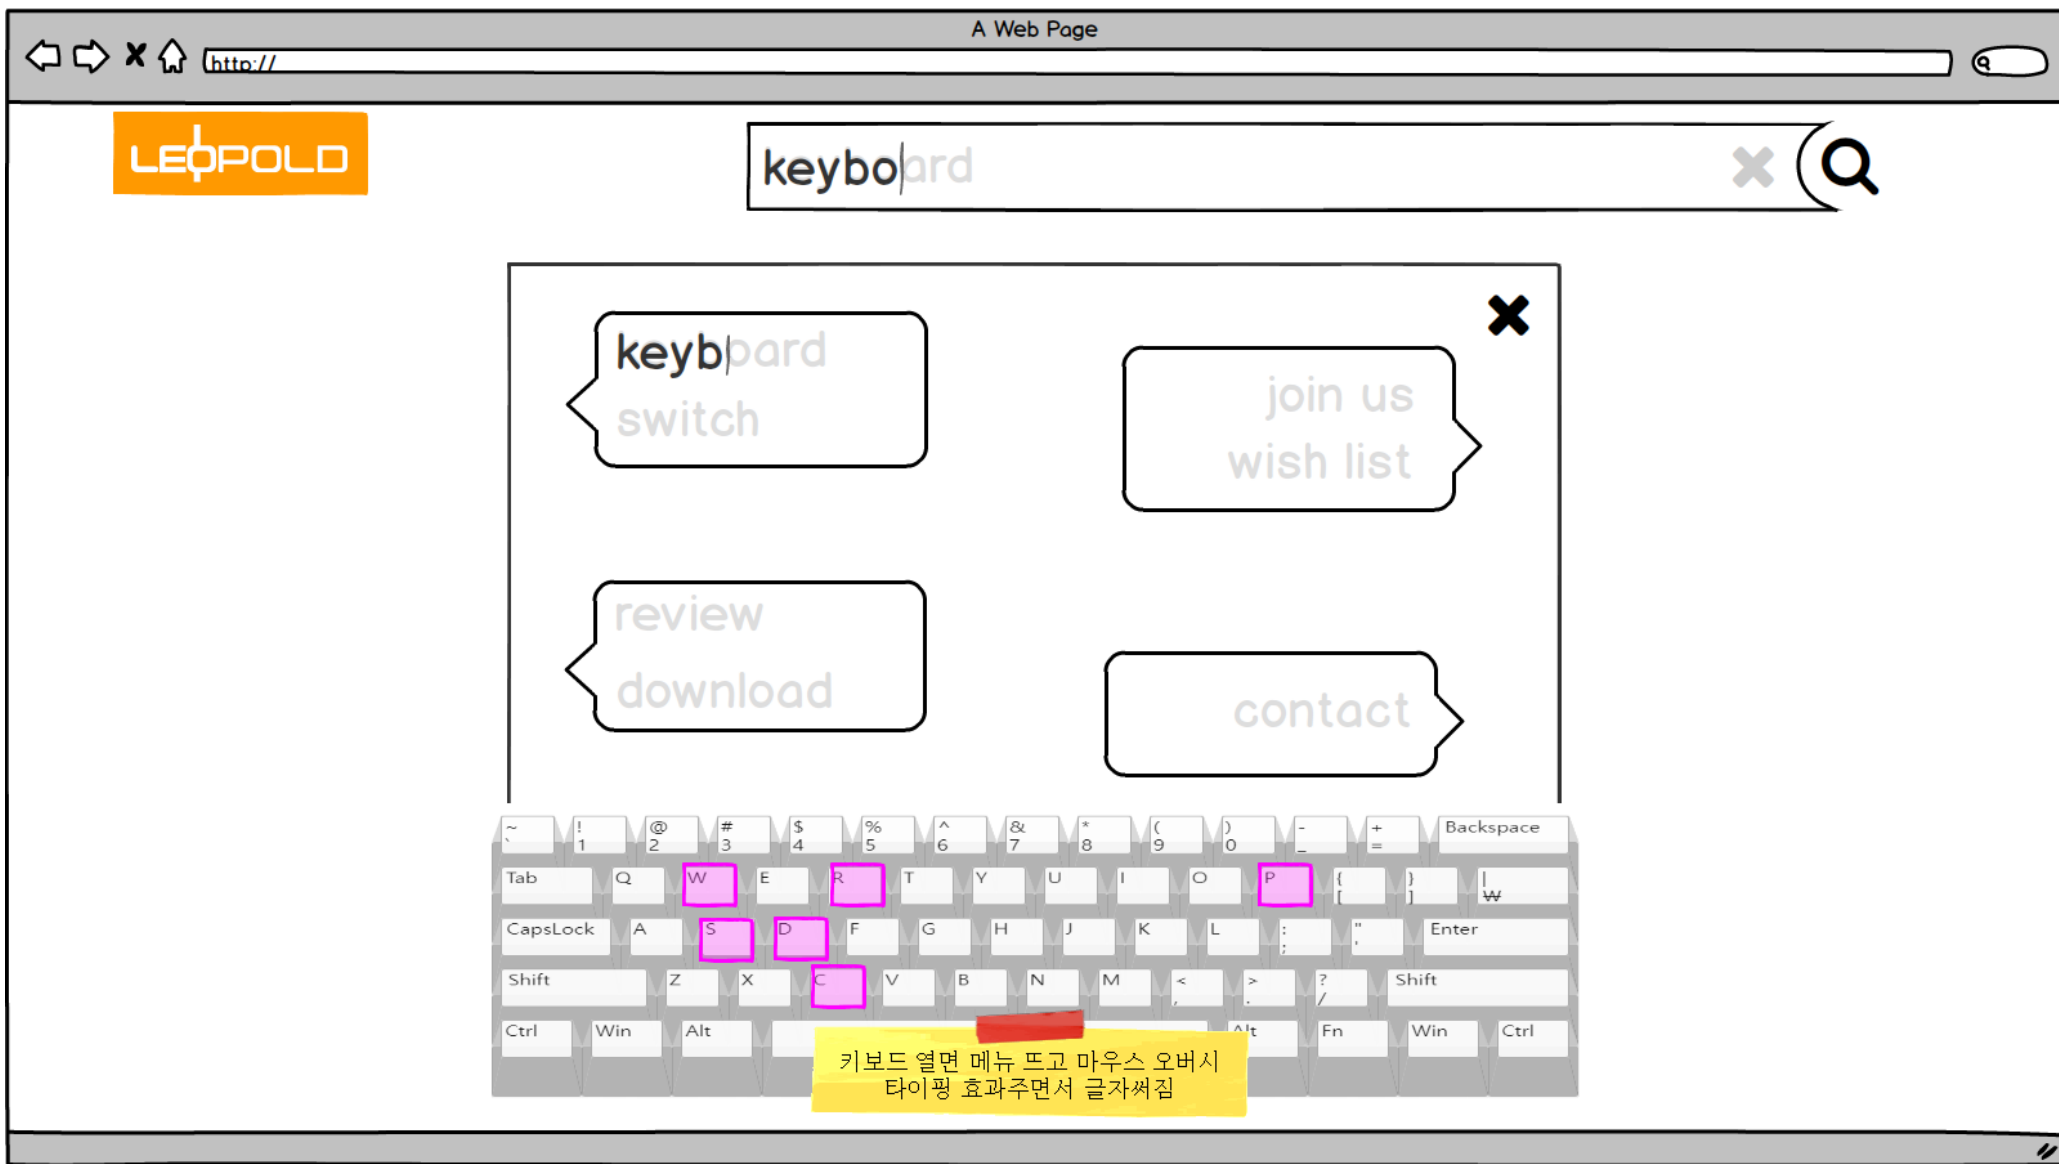 A Web Page
http://
LEOPOLD
keyboard
keyboard
switch
join us
wish list
review
download
contact
~ ! @ # $ % ^ & * ( ) - + Backspace
` 1 2 3 4 5 6 7 8 9 0 _ =
Tab Q W E R T Y U I O P { } |
[ ] ₩
CapsLock A S D F G H J K L : " Enter
; '
Shift Z X C V B N M < > ? Shift
, . /
Ctrl Win Alt Alt Fn Win Ctrl
키보드 열면 메뉴 뜨고 마우스 오버시
타이핑 효과주면서 글자써짐